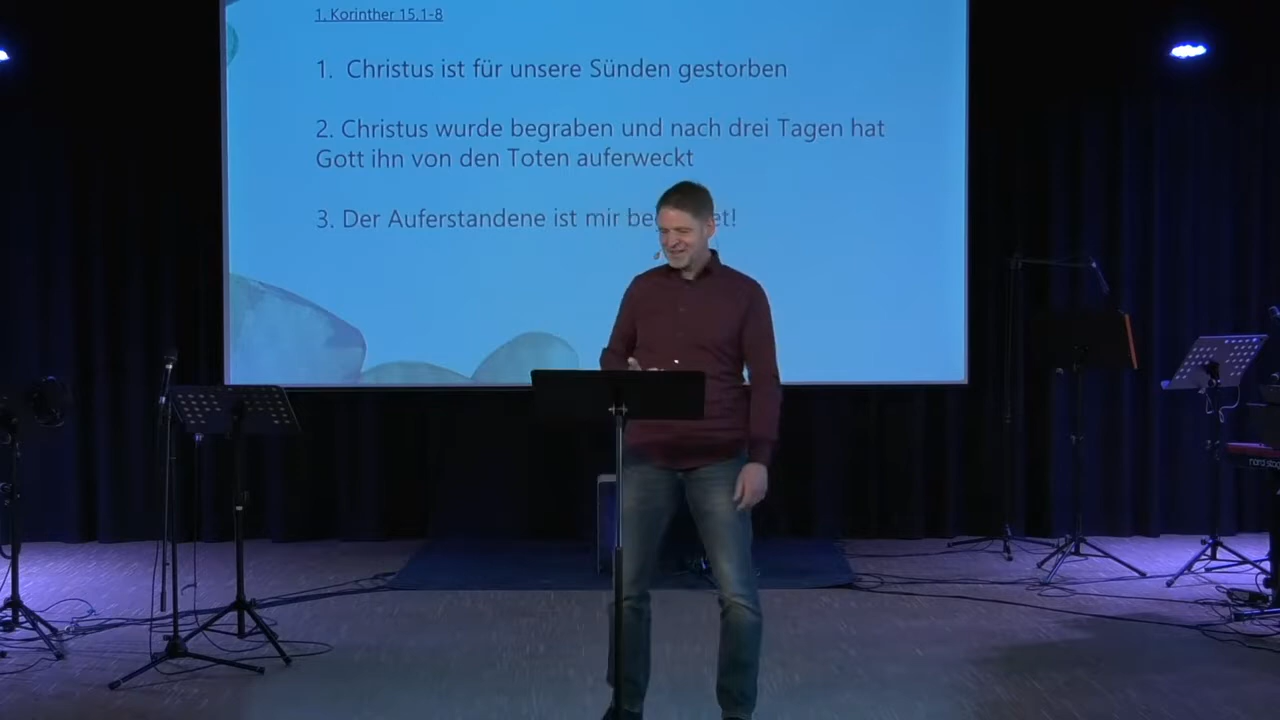 1. Korinther 15,1-8
1. Christus ist für unsere Sünden gestorben
2. Christus wurde begraben und nach drei Tagen hat
Gott ihn von den Toten auferweckt
3. Der Auferstandene ist mir
nord